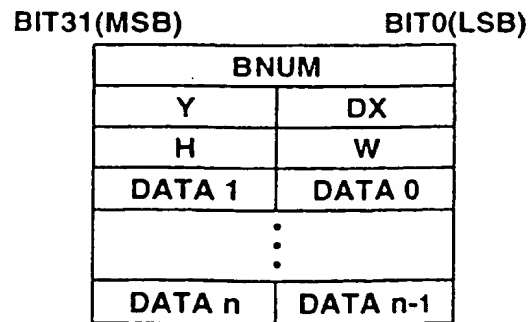 BIT31(MSB) BIT0(LSB)
BNUM
Y DX
H W
DATA 1 DATA 0
DATA n DATA n-1